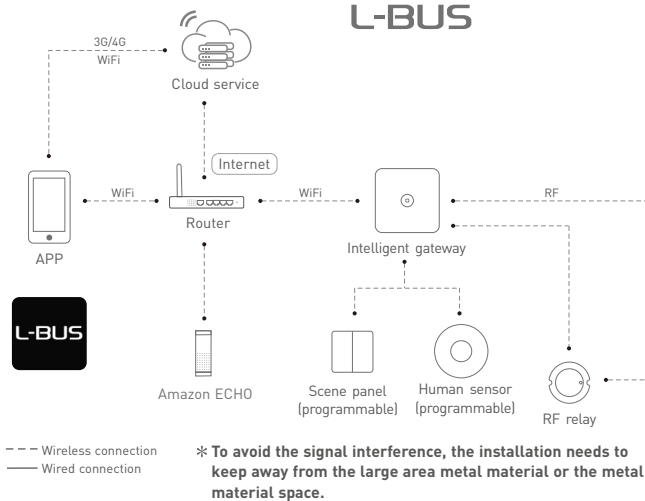 L-BUS
3G/4G
WiFi
Cloud service
Internet
WiFi
WiFi
RF
Router
APP
Intelligent gateway
L-BUS
Amazon ECHO
Scene panel
(programmable)
Human sensor
(programmable)
RF relay
Wireless connection
Wired connection
* To avoid the signal interference, the installation needs to
keep away from the large area metal material or the metal
material space.